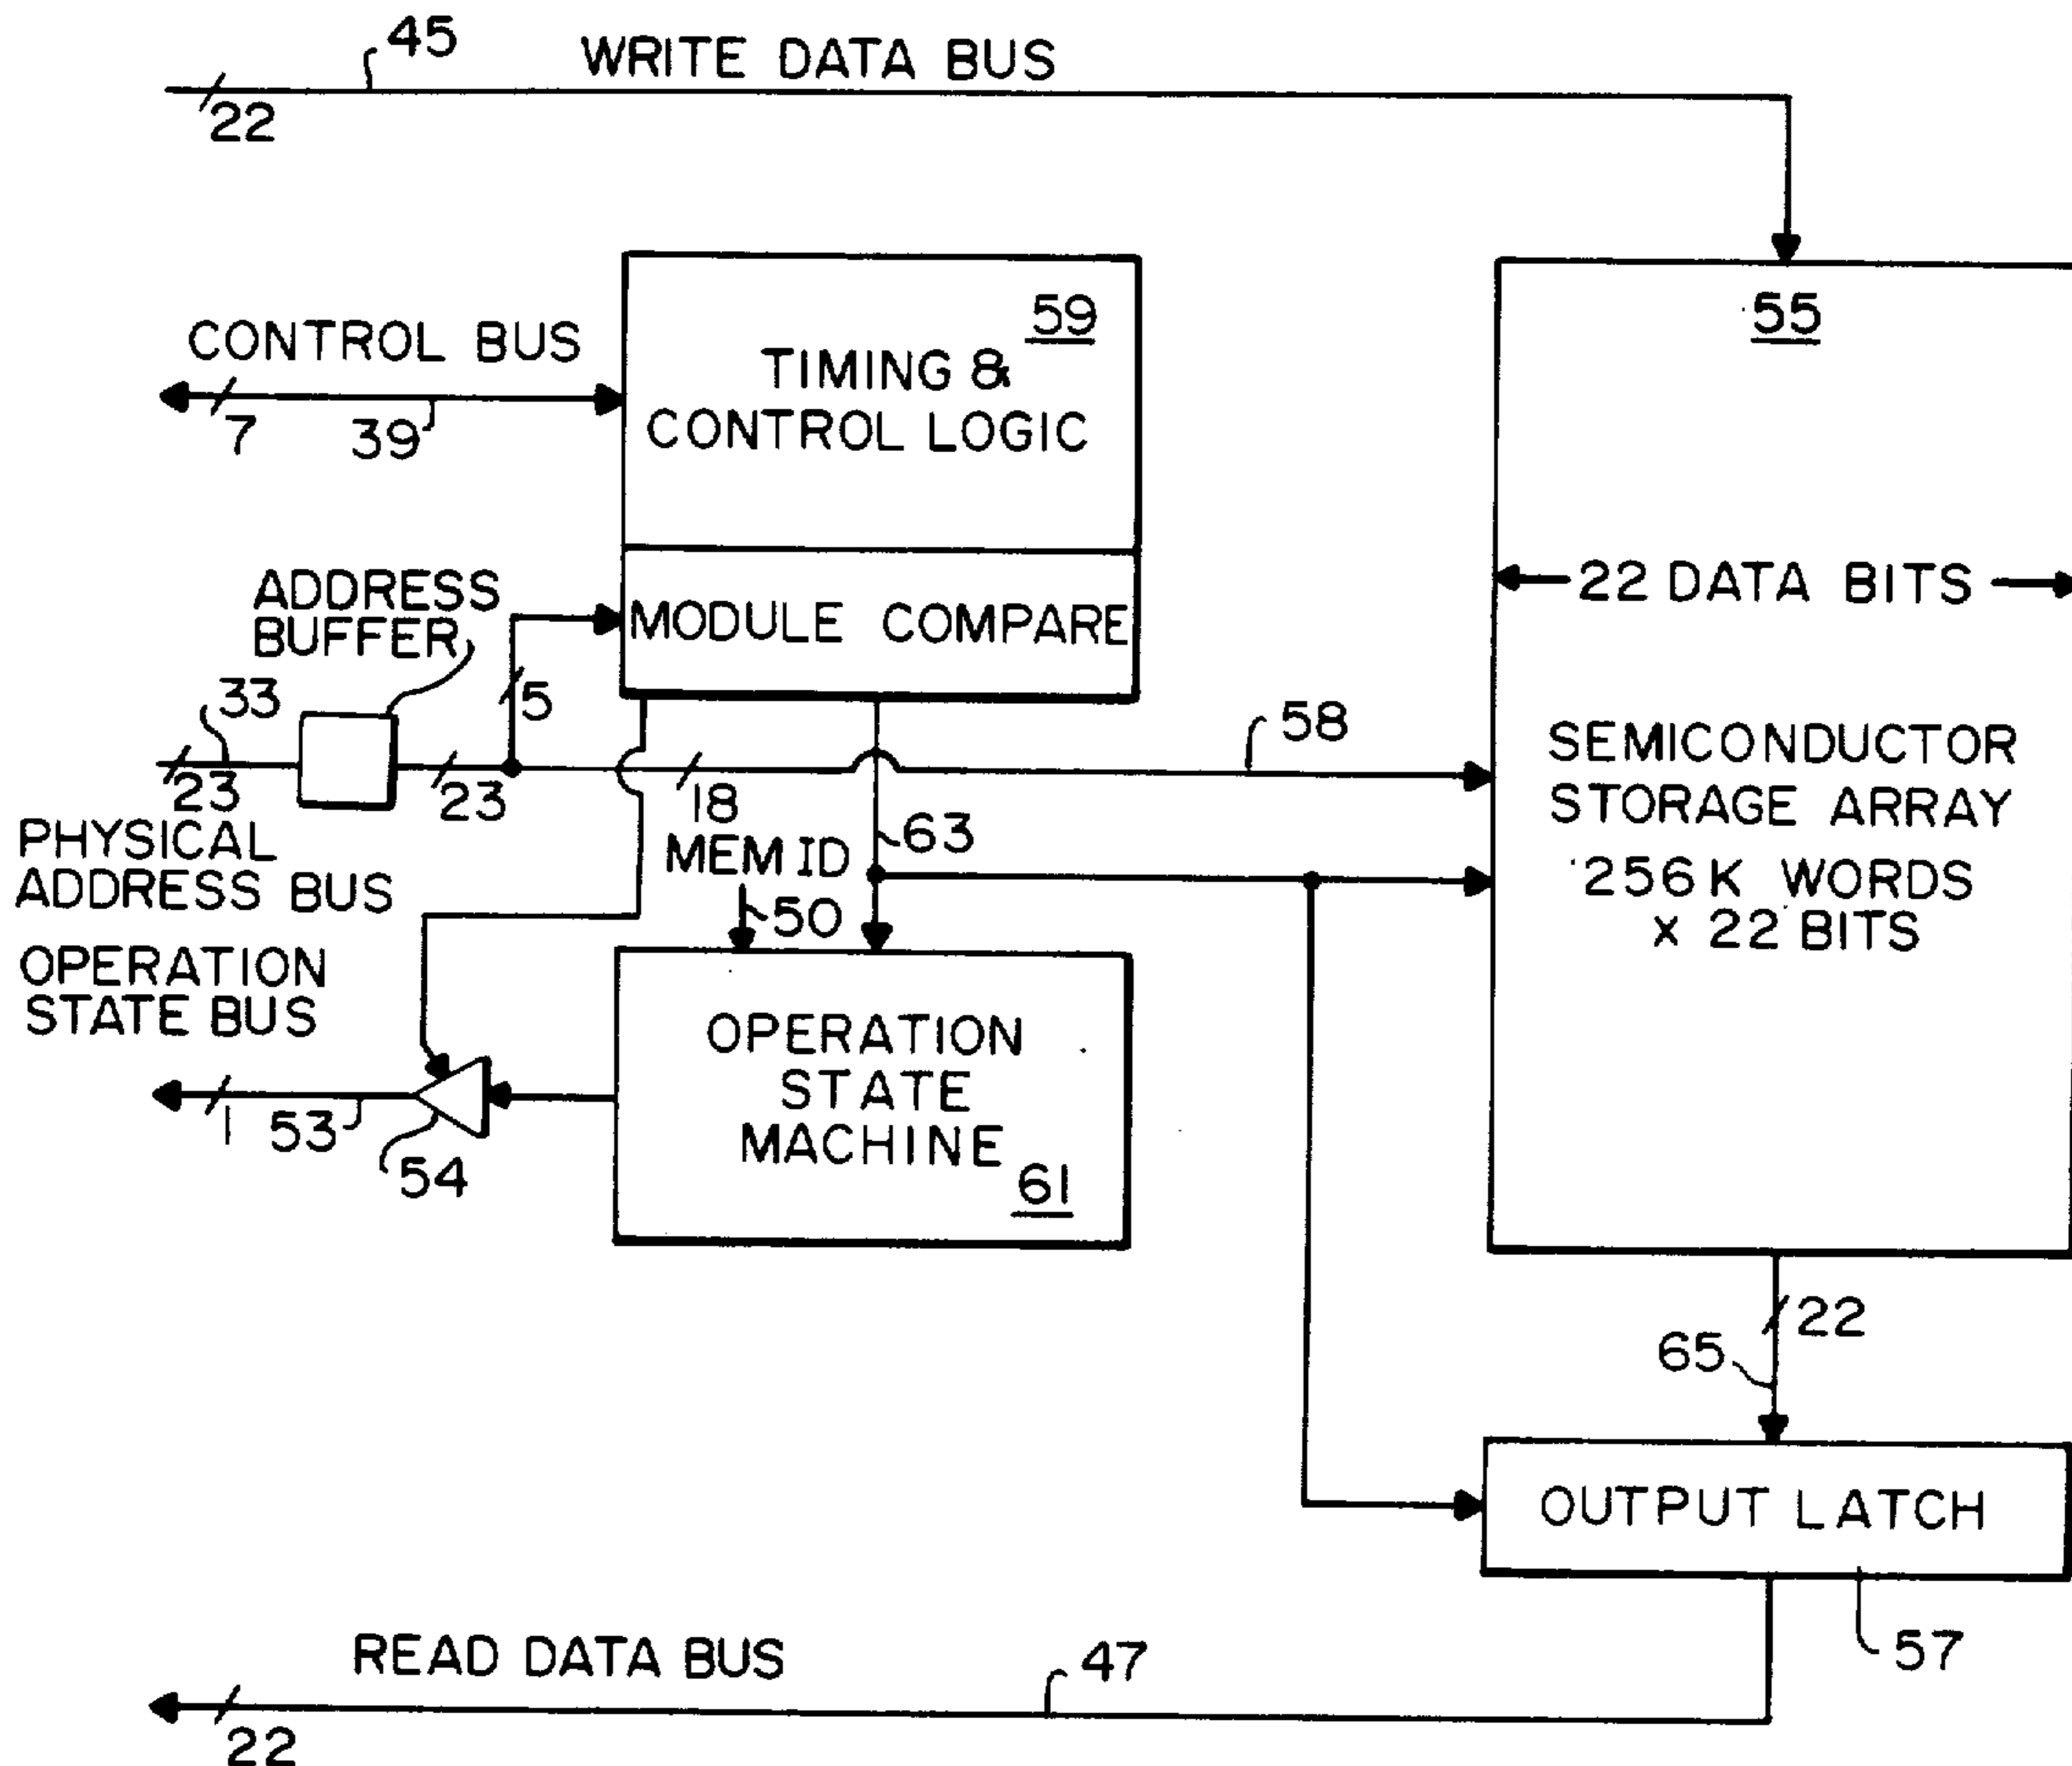 45
WRITE DATA BUS
22
59
55
CONTROL BUS
TIMING &
CONTROL LOGIC
7
39
22 DATA BITS
ADDRESS
BUFFER
MODULE COMPARE
33
5
58
23
23
18
SEMICONDUCTOR
STORAGE ARRAY
256K WORDS
x 22 BITS
PHYSICAL
ADDRESS BUS
MEM ID
63
50
OPERATION
STATE BUS
OPERATION
STATE
MACHINE
61
1
53
54
22
65
OUTPUT LATCH
57
READ DATA BUS
47
22